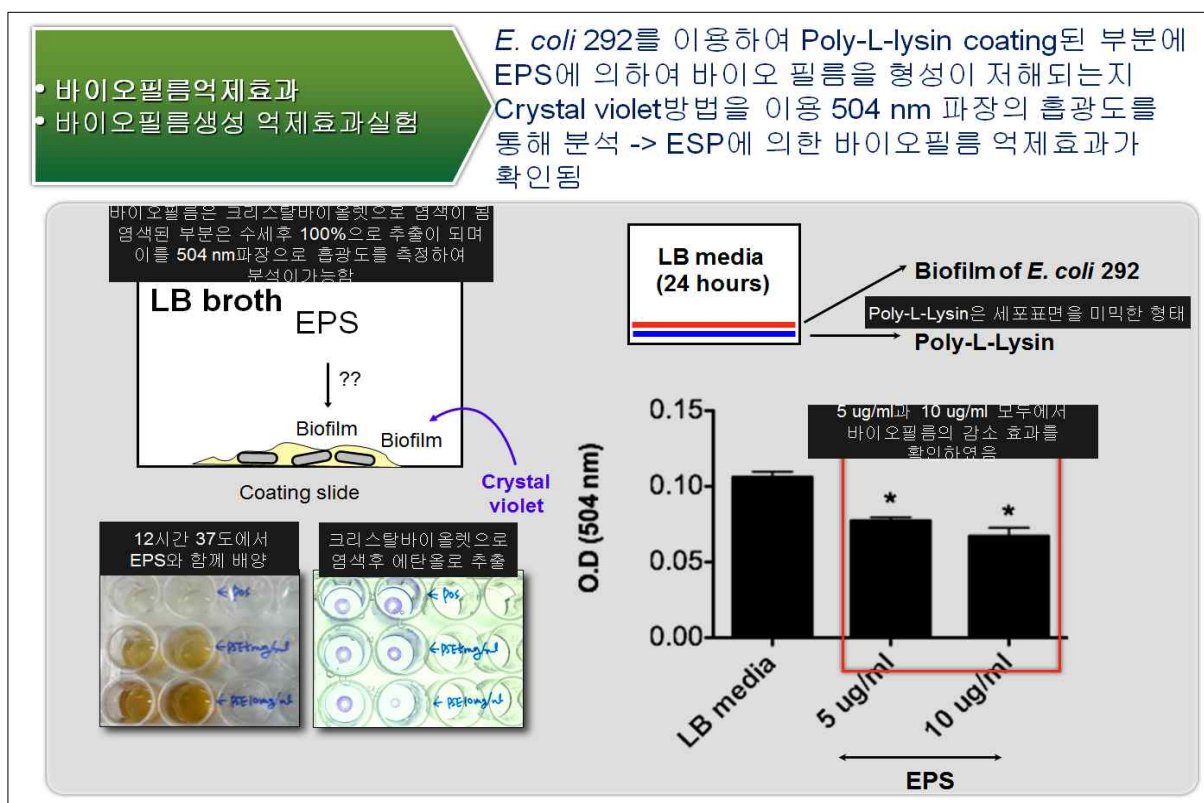 • 바이오필름억제효과
• 바이오필름생성 억제효과실험
E. coli 292를 이용하여 Poly-L-lysin coating된 부분에
EPS에 의하여 바이오 필름을 형성이 저해되는지
Crystal violet방법을 이용 504 nm 파장의 흡광도를
통해 분석 -> ESP에 의한 바이오필름 억제효과가
확인됨
바이오필름은 크리스탈바이올렛으로 염색이 됨
염색된 부분은 수세후 100%으로 추출이 되며
이를 504 nm파장으로 흡광도를 측정하여
분석이가능함
LB broth
EPS
??
Biofilm
Biofilm
Coating slide
Crystal
violet
12시간 37도에서
EPS와 함께 배양
크리스탈바이올렛으로
염색후 에탄올로 추출
← pos
← PSE
mg/ml
← PSE10mg/ml
← pos
← PSE
mg/ml
← PSE10mg/ml
LB media
(24 hours)
Biofilm of E. coli 292
Poly-L-Lysin은 세포표면을 미믹한 형태
Poly-L-Lysin
5 ug/ml과 10 ug/ml 모두에서
바이오필름의 감소 효과를
확인하였음
O.D (504 nm)
0.15
0.10
0.05
0.00
*
*
LB media
5 ug/ml
10 ug/ml
EPS